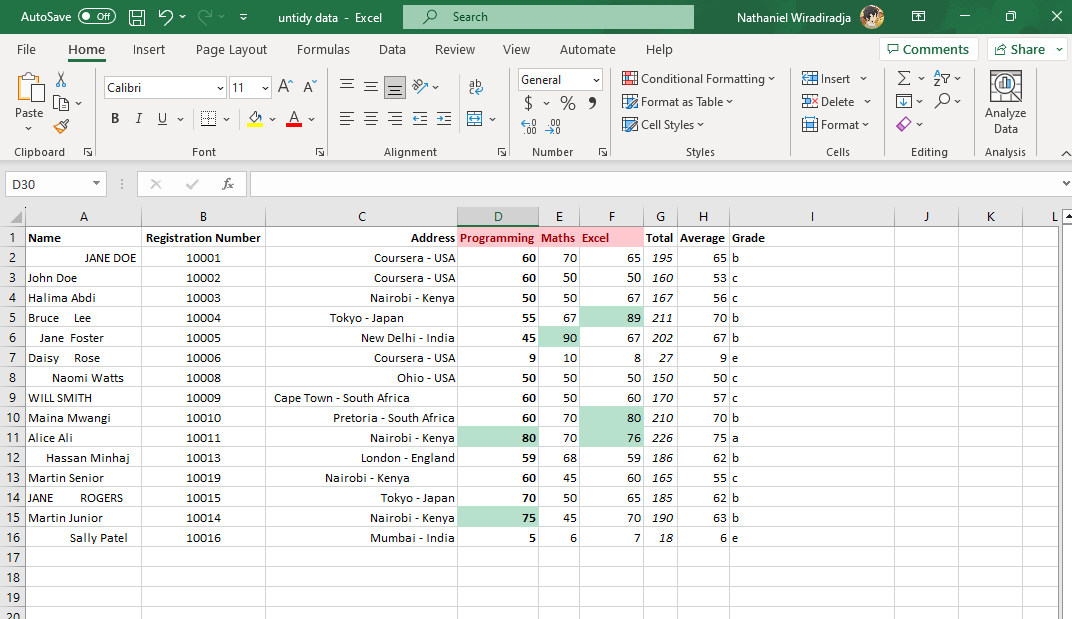 AutoSave Off untidy data - Excel Search Nathaniel Wiradiradja
File Home Insert Page Layout Formulas Data Review View Automate Help Comments Share
Paste Calibri 11 A^ Aˇ ab General Conditional Formatting Insert Σ Analyze Data
B I U A $ % 9 Format as Table Delete
Cell Styles Format
Clipboard Font Alignment Number Styles Cells Editing Analysis
D30 fx
A B C D E F G H I J K L
1 Name Registration Number Address Programming Maths Excel Total Average Grade
2 JANE DOE 10001 Coursera - USA 60 70 65 195 65 b
3 John Doe 10002 Coursera - USA 60 50 50 160 53 c
4 Halima Abdi 10003 Nairobi - Kenya 50 50 67 167 56 c
5 Bruce Lee 10004 Tokyo - Japan 55 67 89 211 70 b
6 Jane Foster 10005 New Delhi - India 45 90 67 202 67 b
7 Daisy Rose 10006 Coursera - USA 9 10 8 27 9 e
8 Naomi Watts 10008 Ohio - USA 50 50 50 150 50 c
9 WILL SMITH 10009 Cape Town - South Africa 60 50 60 170 57 c
10 Maina Mwangi 10010 Pretoria - South Africa 60 70 80 210 70 b
11 Alice Ali 10011 Nairobi - Kenya 80 70 76 226 75 a
12 Hassan Minhaj 10013 London - England 59 68 59 186 62 b
13 Martin Senior 10019 Nairobi - Kenya 60 45 60 165 55 c
14 JANE ROGERS 10015 Tokyo - Japan 70 50 65 185 62 b
15 Martin Junior 10014 Nairobi - Kenya 75 45 70 190 63 b
16 Sally Patel 10016 Mumbai - India 5 6 7 18 6 e
17
18
19
20